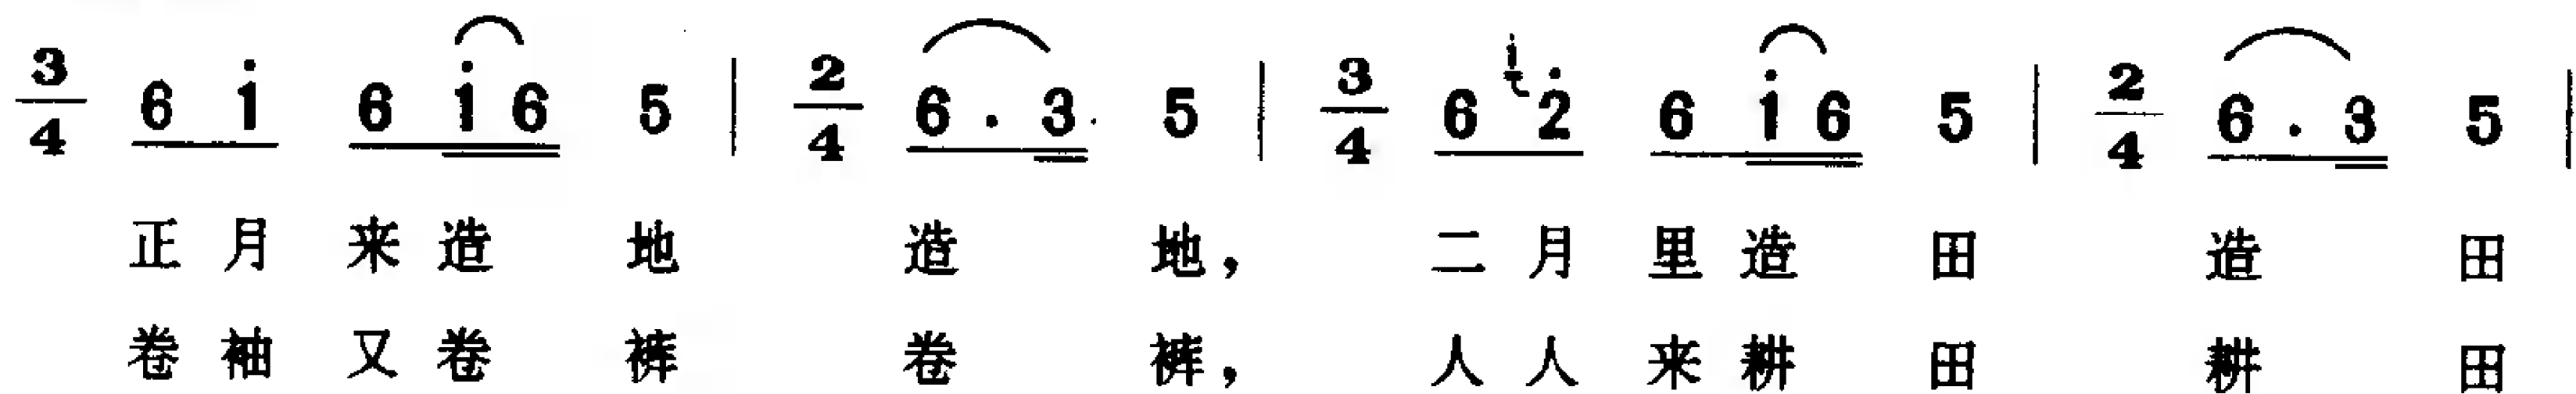 3/4 6 i 6 i 6 5 | 2/4 6 . 3 5 | 3/4 6 i 2̇ 6 i 6 5 | 2/4 6 . 3 5 |
正月来造地 造地，二月里造田 造田
卷袖又卷裤 卷裤，人人来耕田 耕田